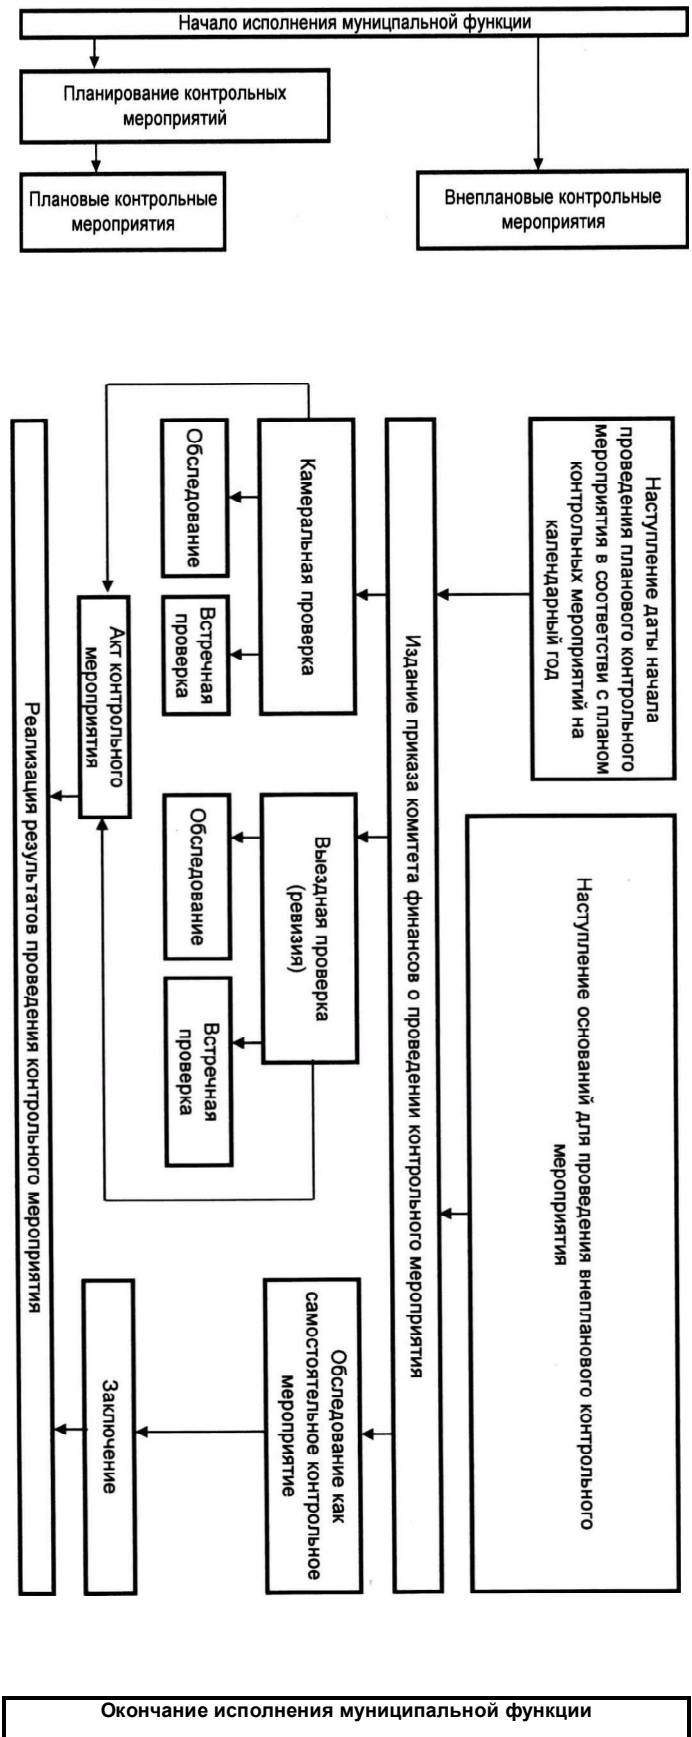 Начало исполнения муницпальной функции
Планирование контрольных
мероприятий
Плановые контрольные
мероприятия
Внеплановые контрольные
мероприятия
Наступление даты начала
проведения планового контрольного
мероприятия в соответстви с планом
контрольных мероприятий на
календарный год
Наступление оснований для проведения внепланового контрольного
мероприятия
Издание приказа комитета финансов о проведении контрольного мероприятия
Камеральная проверка
Выездная проверка
(ревизия)
Обследование как
самостоятельное контрольное
мероприятие
Обследование
Встречная
проверка
Обследование
Встречная
проверка
Акт контрольного
мероприятия
Заключение
Реализация результатов проведения контрольного мероприятия
Окончание исполнения муниципальной функции